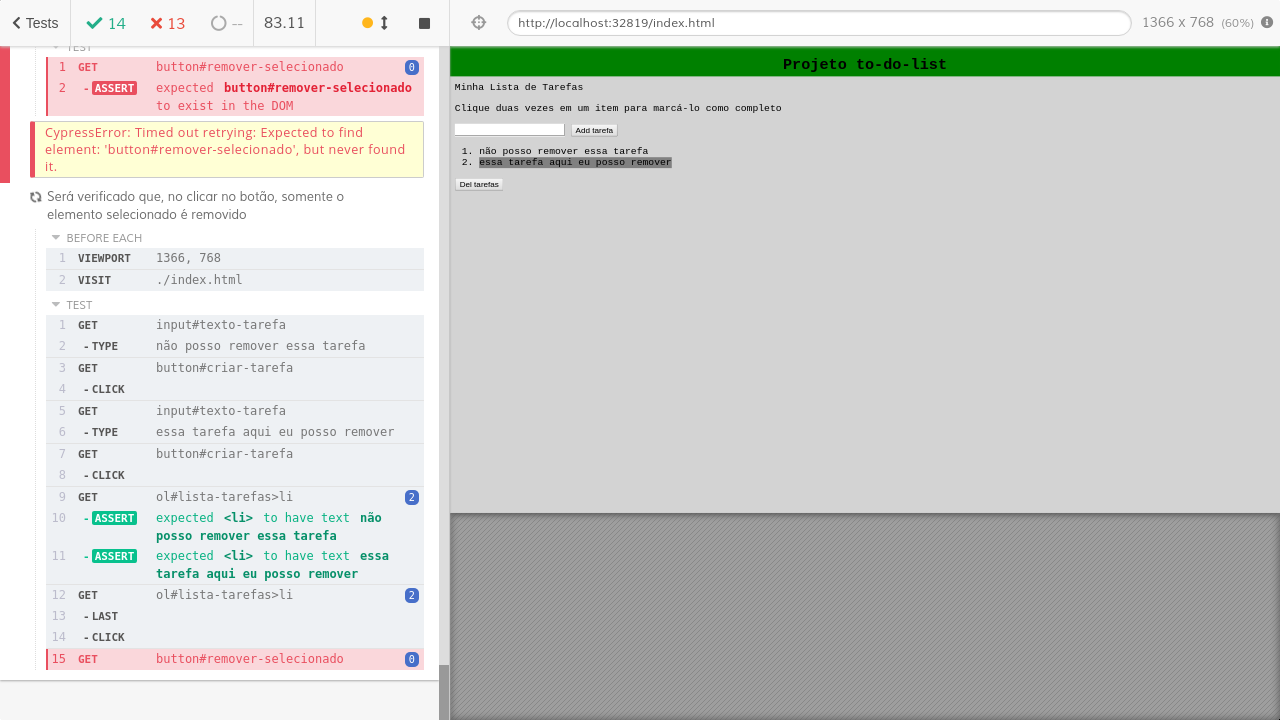 Tests
14
13
--
83.11
http://localhost:32819/index.html
1366 x 768 (60%)
TEST
1 GET button#remover-selecionado 0
2 - ASSERT expected button#remover-selecionado
to exist in the DOM
CypressError: Timed out retrying: Expected to find
element: 'button#remover-selecionado', but never found
it.
Será verificado que, no clicar no botão, somente o
elemento selecionado é removido
BEFORE EACH
1 VIEWPORT 1366, 768
2 VISIT ./index.html
TEST
1 GET input#texto-tarefa
2 - TYPE não posso remover essa tarefa
3 GET button#criar-tarefa
4 - CLICK
5 GET input#texto-tarefa
6 - TYPE essa tarefa aqui eu posso remover
7 GET button#criar-tarefa
8 - CLICK
9 GET ol#lista-tarefas>li 2
10 - ASSERT expected <li> to have text não
posso remover essa tarefa
11 - ASSERT expected <li> to have text essa
tarefa aqui eu posso remover
12 GET ol#lista-tarefas>li 2
13 - LAST
14 - CLICK
15 GET button#remover-selecionado 0
Projeto to-do-list
Minha Lista de Tarefas
Clique duas vezes em um item para marcá-lo como completo
Add tarefa
1. não posso remover essa tarefa
2. essa tarefa aqui eu posso remover
Del tarefas